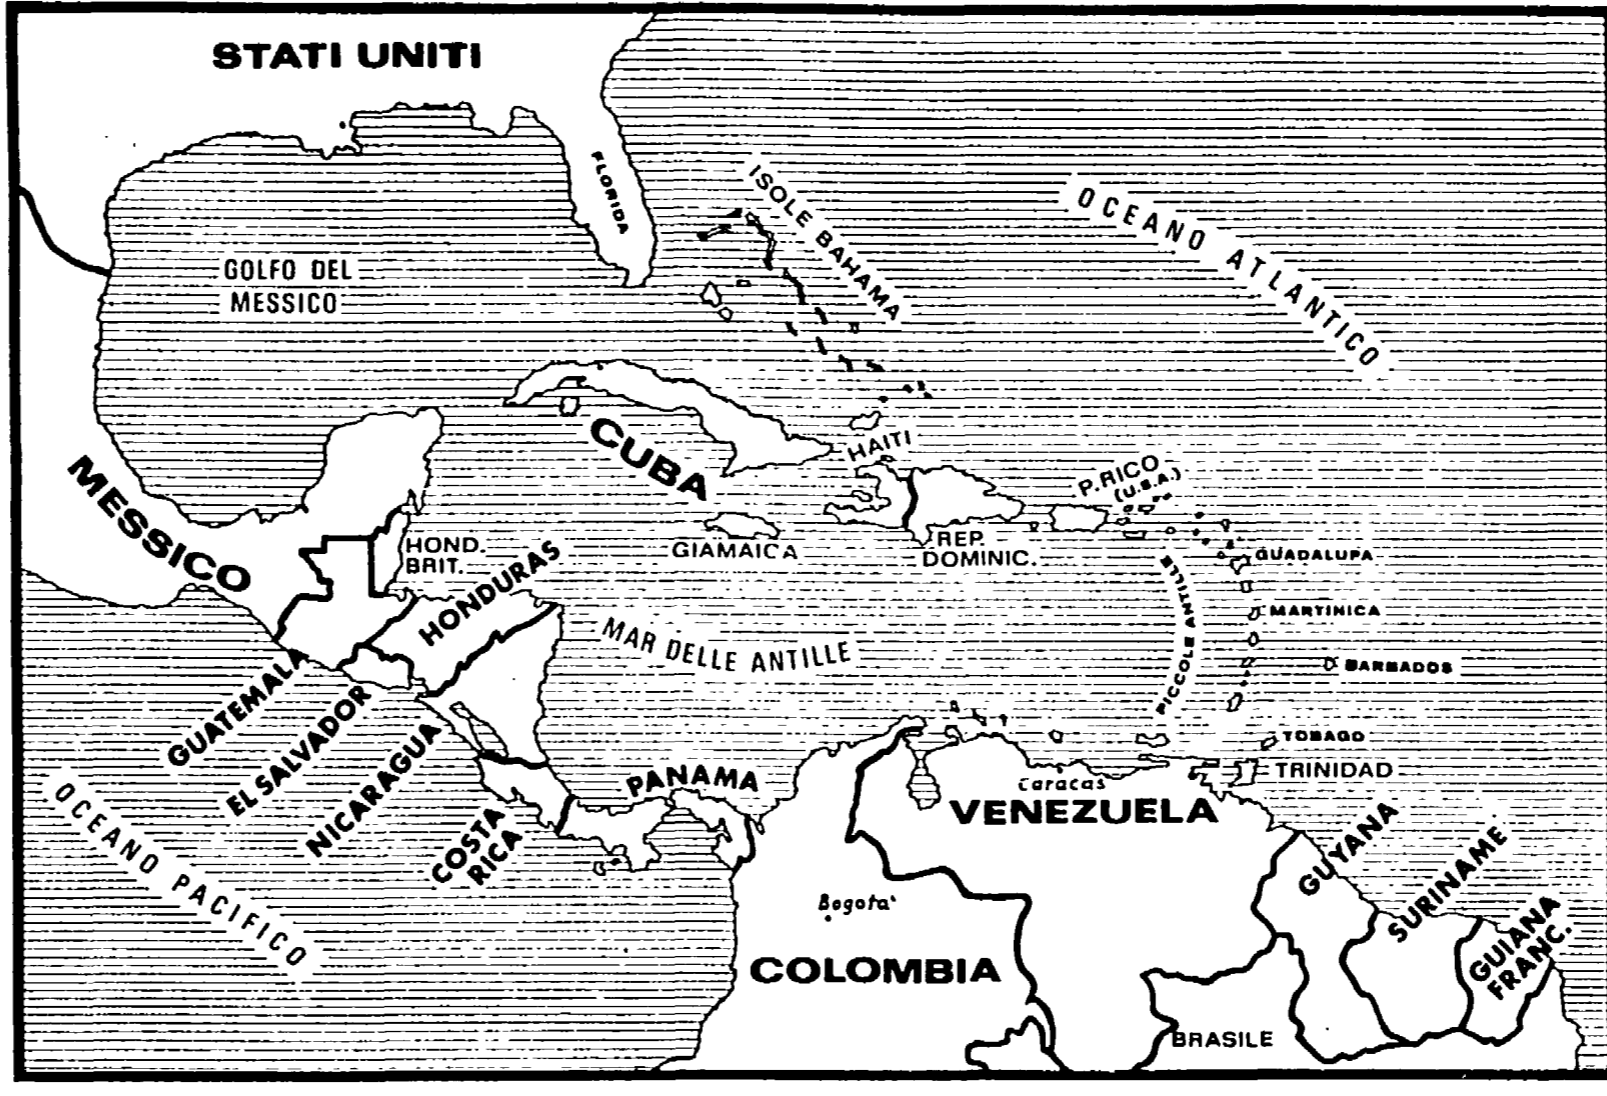 STATI UNITI
FLORIDA
ISOLE BAHAMA
OCEANO ATLANTICO
GOLFO DEL
MESSICO
CUBA
HAITI
P. RICO
(U.S.A.)
MESSICO
HOND.
BRIT.
HONDURAS
GIAMAICA
REP.
DOMINIC.
GUADALUPA
PICCOLE ANTILLE
MARTINICA
MAR DELLE ANTILLE
BARBADOS
GUATEMALA
EL SALVADOR
NICARAGUA
COSTA
RICA
PANAMA
TOBAGO
TRINIDAD
Caracas
VENEZUELA
OCEANO PACIFICO
Bogota'
COLOMBIA
GUYANA
SURINAME
GUIANA
FRANC.
BRASILE